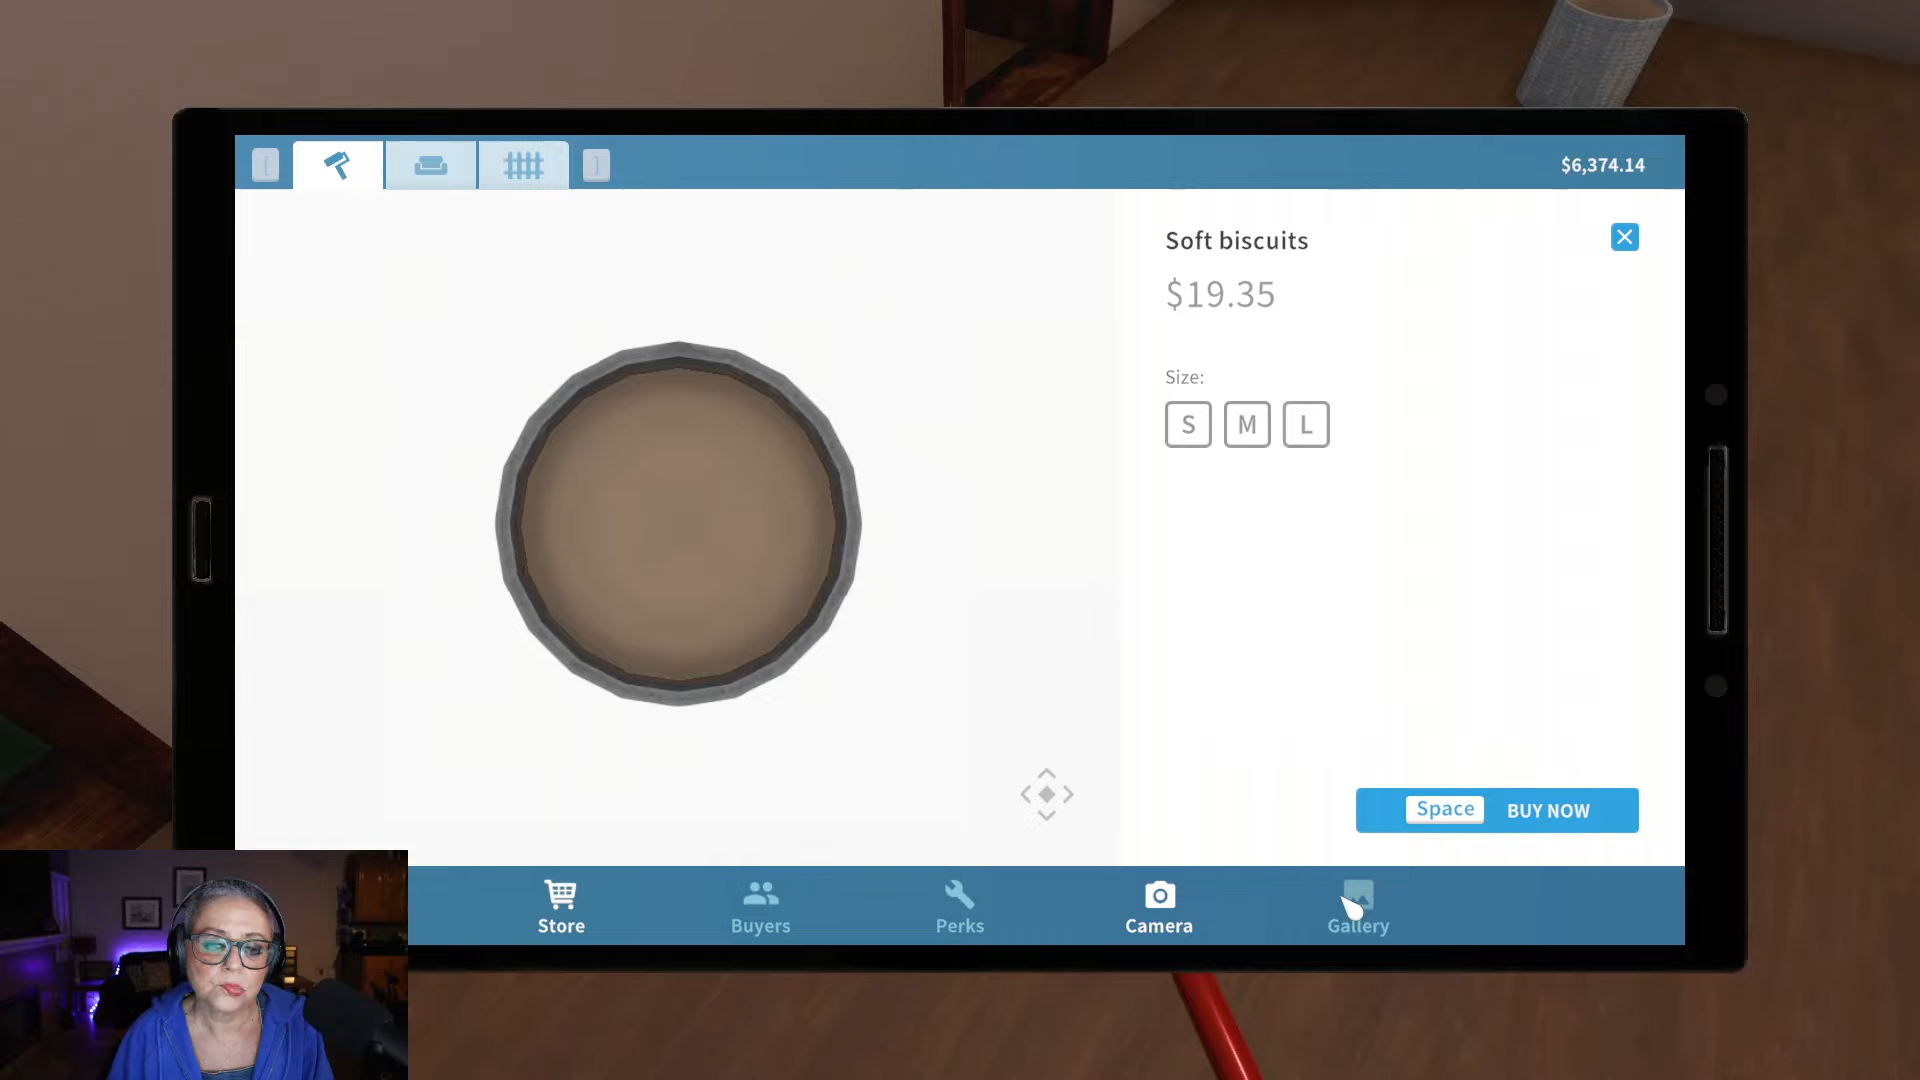 [
]
$6,374.14
Soft biscuits
$19.35
Size:
S M L
Space BUY NOW
Store
Buyers
Perks
Camera
Gallery